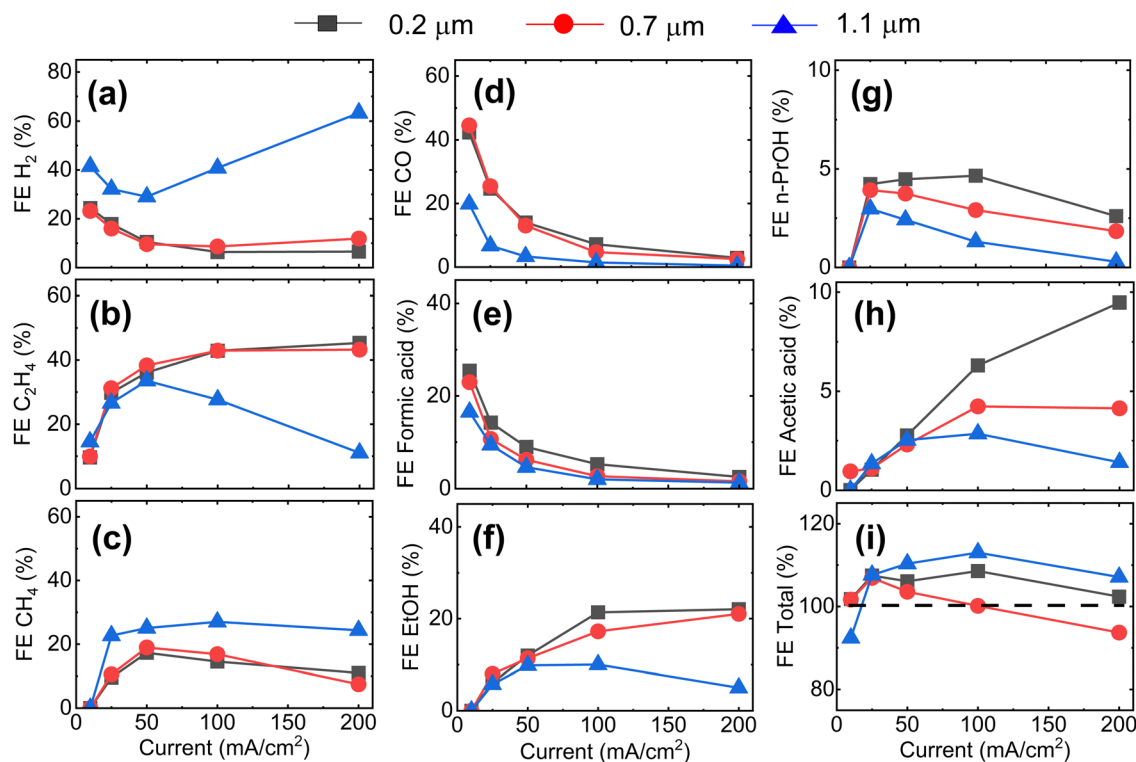 0.2 μm 0.7 μm 1.1 μm
(a)
FE H₂ (%)
80
60
40
20
0
(d)
FE CO (%)
60
40
20
0
(g)
FE n-PrOH (%)
10
5
0
(b)
FE C₂H₄ (%)
60
40
20
0
(e)
FE Formic acid (%)
40
20
0
(h)
FE Acetic acid (%)
10
5
0
(c)
FE CH₄ (%)
60
40
20
0
0 50 100 150 200
Current (mA/cm²)
(f)
FE EtOH (%)
40
20
0
0 50 100 150 200
Current (mA/cm²)
(i)
FE Total (%)
120
100
80
0 50 100 150 200
Current (mA/cm²)